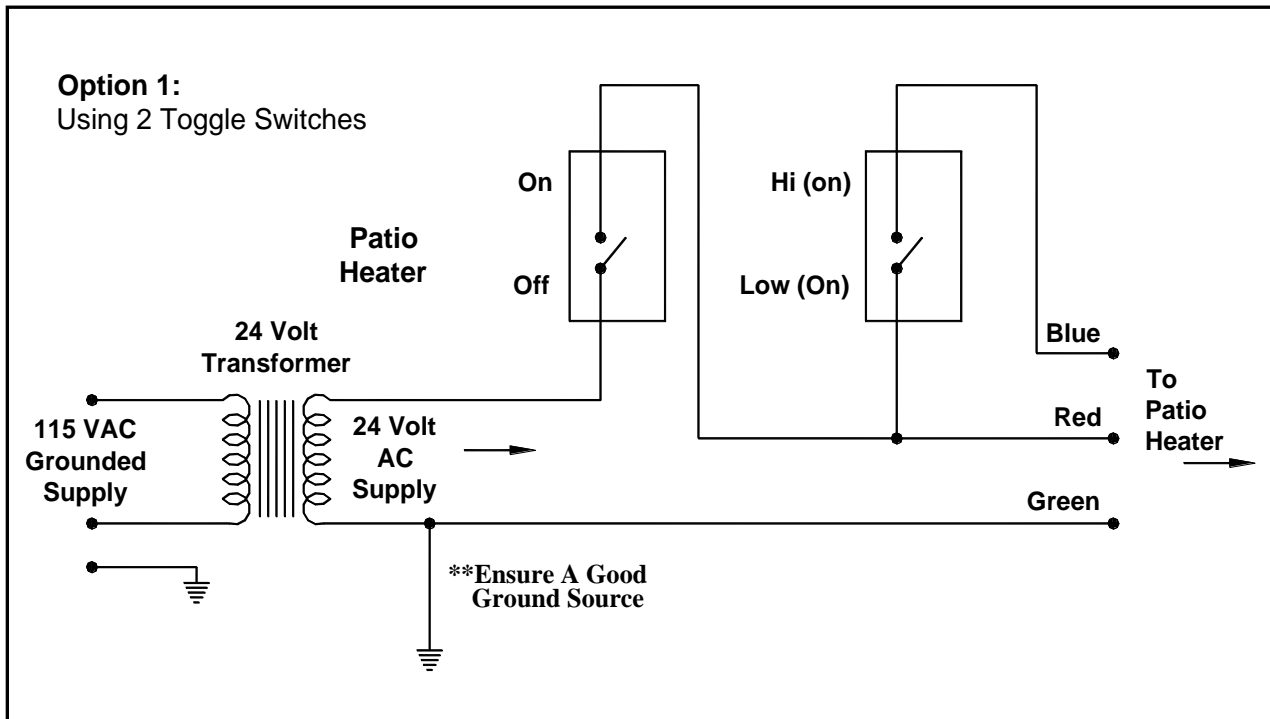 Option 1:
Using 2 Toggle Switches
On
Off
Hi (on)
Low (On)
Patio
Heater
24 Volt
Transformer
115 VAC
Grounded
Supply
24 Volt
AC
Supply
Blue
Red
Green
To
Patio
Heater
**Ensure A Good
Ground Source